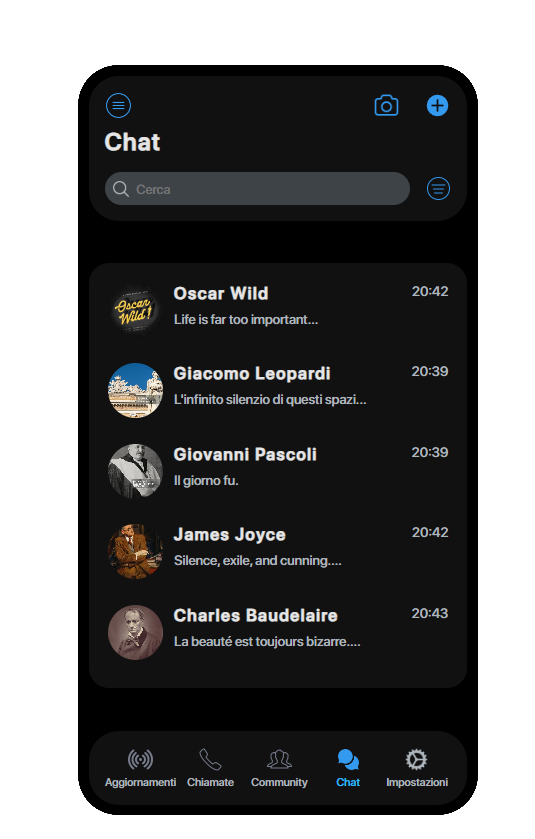 Chat
Cerca
Oscar Wild 20:42
Life is far too important...
Oscar
Wild!
Giacomo Leopardi 20:39
L'infinito silenzio di questi spazi...
Giovanni Pascoli 20:39
Il giorno fu.
James Joyce 20:42
Silence, exile, and cunning....
Charles Baudelaire 20:43
La beauté est toujours bizarre....
Aggiornamenti Chiamate Community Chat Impostazioni